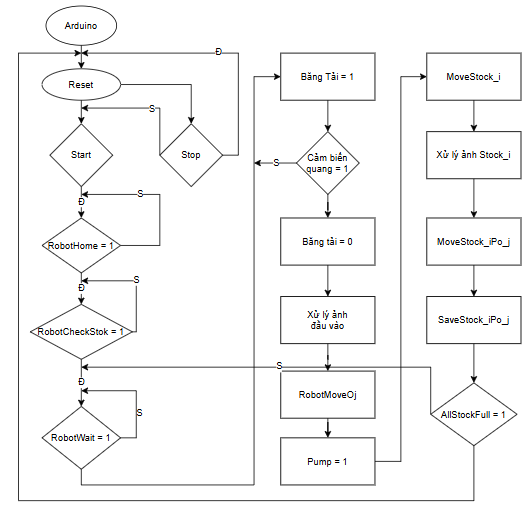 Arduino
Đ
Reset
S
Start
Stop
Đ
S
RobotHome = 1
S
Đ
RobotCheckStok = 1
Đ
S
RobotWait = 1
Băng Tải = 1
Cảm biến
quang = 1
S
Băng tải = 0
Xử lý ảnh
đầu vào
S
RobotMoveOj
Pump = 1
MoveStock_i
Xử lý ảnh Stock_i
MoveStock_iPo_j
SaveStock_iPo_j
AllStockFull = 1